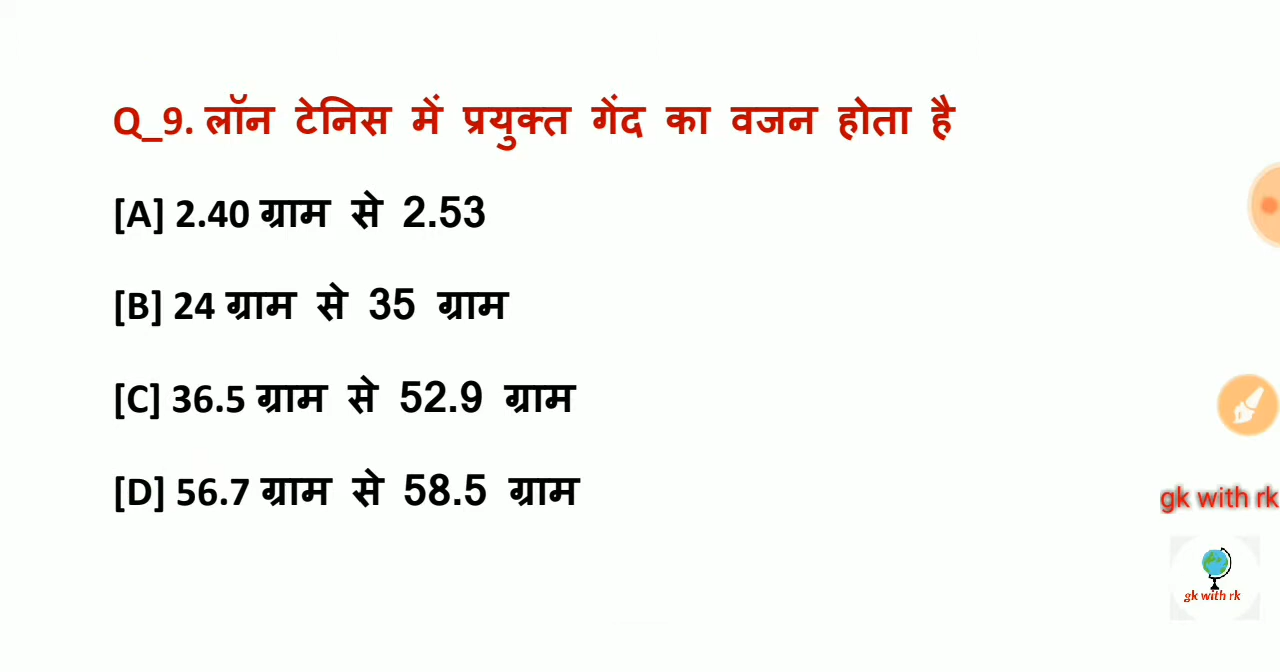 Q_9. लॉन टेनिस में प्रयुक्त गेंद का वजन होता है
[A] 2.40 ग्राम से 2.53
[B] 24 ग्राम से 35 ग्राम
[C] 36.5 ग्राम से 52.9 ग्राम
[D] 56.7 ग्राम से 58.5 ग्राम
gk with rk
gk with rk